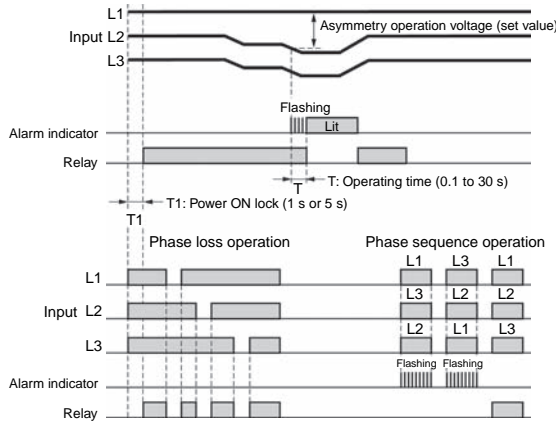 L1
Asymmetry operation voltage (set value)
Input L2
L3
Flashing
Alarm indicator
Lit
Relay
T
T: Operating time (0.1 to 30 s)
T1: Power ON lock (1 s or 5 s)
T1
Phase loss operation
Phase sequence operation
L1 L3 L1
L1
L3 L2 L2
Input L2
L2 L1 L3
L3
Flashing Flashing
Alarm indicator
Relay